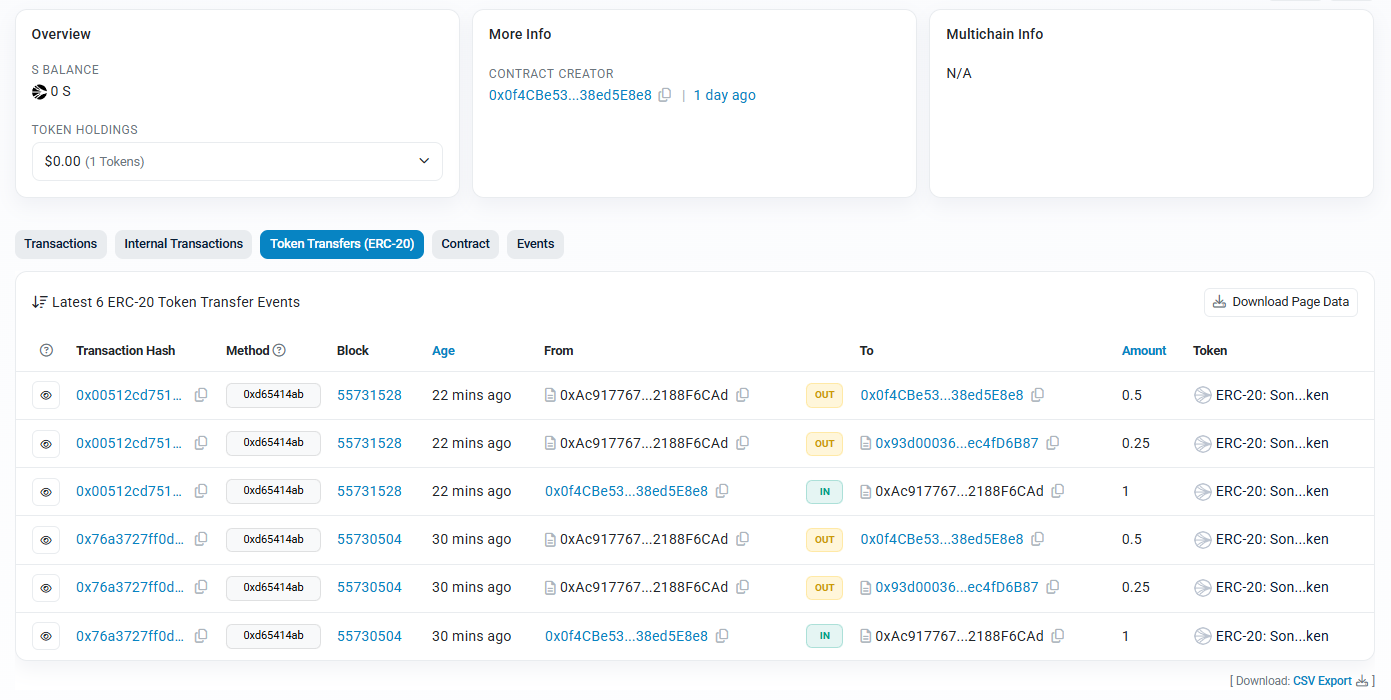 Overview
S BALANCE
0 S
TOKEN HOLDINGS
$0.00 (1 Tokens)
More Info
CONTRACT CREATOR
0x0f4CBe53...38ed5E8e8 | 1 day ago
Multichain Info
N/A
Transactions Internal Transactions Token Transfers (ERC-20) Contract Events
Latest 6 ERC-20 Token Transfer Events Download Page Data
Transaction Hash Method Block Age From To Amount Token
0x00512cd751... 0xd65414ab 55731528 22 mins ago 0xAc917767...2188F6CAd OUT 0x0f4CBe53...38ed5E8e8 0.5 ERC-20: Son...ken
0x00512cd751... 0xd65414ab 55731528 22 mins ago 0xAc917767...2188F6CAd OUT 0x93d00036...ec4fD6B87 0.25 ERC-20: Son...ken
0x00512cd751... 0xd65414ab 55731528 22 mins ago 0x0f4CBe53...38ed5E8e8 IN 0xAc917767...2188F6CAd 1 ERC-20: Son...ken
0x76a3727ff0d... 0xd65414ab 55730504 30 mins ago 0xAc917767...2188F6CAd OUT 0x0f4CBe53...38ed5E8e8 0.5 ERC-20: Son...ken
0x76a3727ff0d... 0xd65414ab 55730504 30 mins ago 0xAc917767...2188F6CAd OUT 0x93d00036...ec4fD6B87 0.25 ERC-20: Son...ken
0x76a3727ff0d... 0xd65414ab 55730504 30 mins ago 0x0f4CBe53...38ed5E8e8 IN 0xAc917767...2188F6CAd 1 ERC-20: Son...ken
[ Download: CSV Export ]